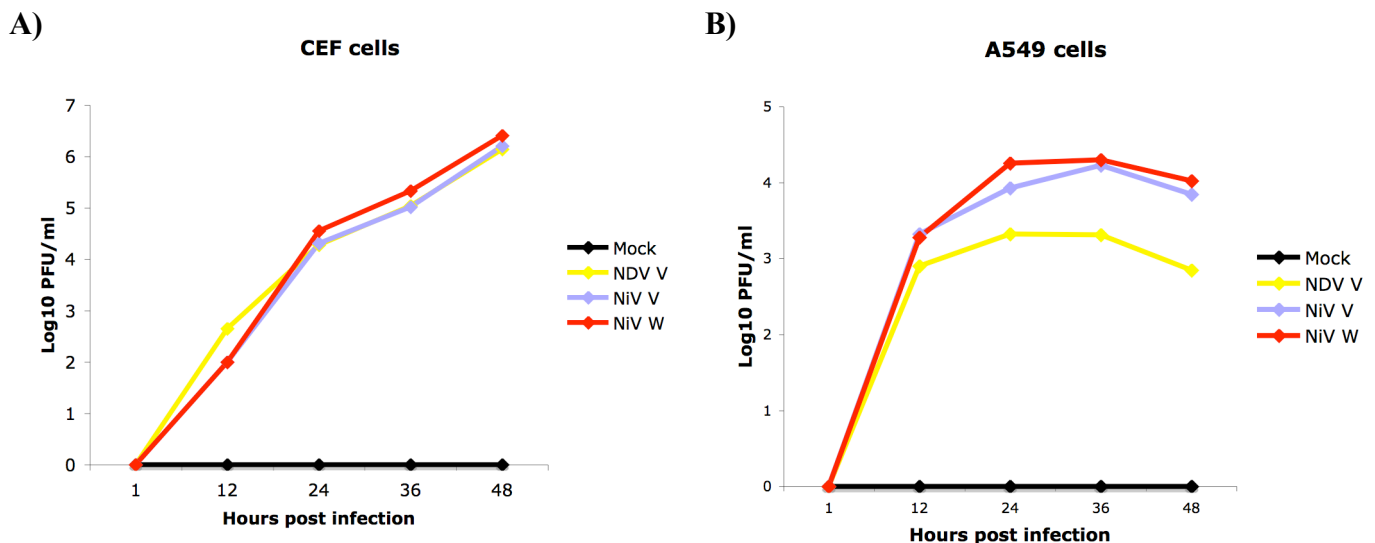 A)
CEF cells
Log10 PFU/ml
7
6
5
4
3
2
1
0
1 12 24 36 48
Hours post infection
Mock
NDV V
NiV V
NiV W
B)
A549 cells
Log10 PFU/ml
5
4
3
2
1
0
1 12 24 36 48
Hours post infection
Mock
NDV V
NiV V
NiV W